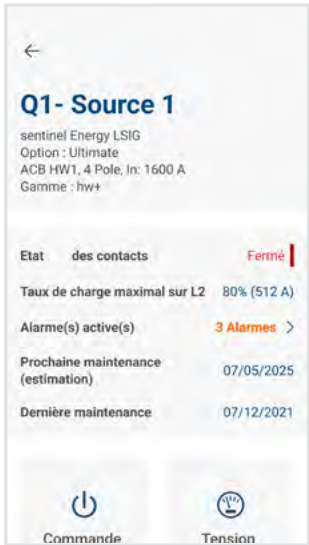 Q1- Source 1
sentinel Energy LSIG
Option : Ultimate
ACB HW1, 4 Pole, In: 1600 A
Gamme : hw+
Etat des contacts Fermé
Taux de charge maximal sur L2 80% (512 A)
Alarme(s) active(s) 3 Alarmes
Prochaine maintenance
(estimation) 07/05/2025
Dernière maintenance 07/12/2021
Commande Tension